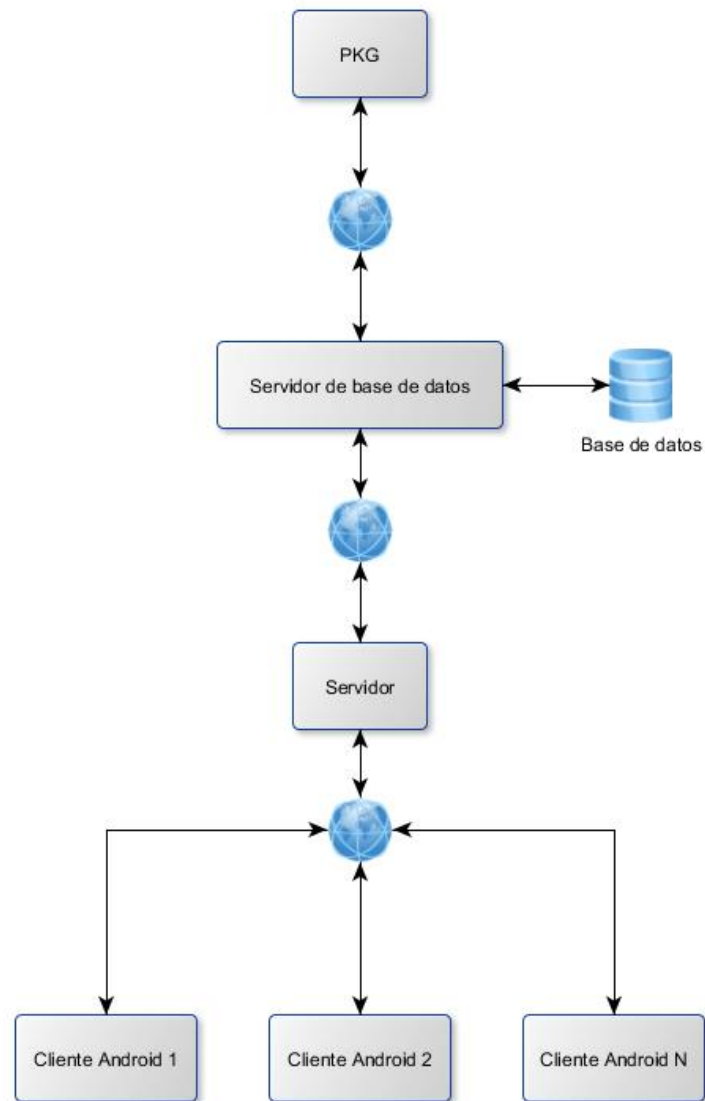 PKG
Servidor de base de datos
Base de datos
Servidor
Cliente Android 1
Cliente Android 2
Cliente Android N